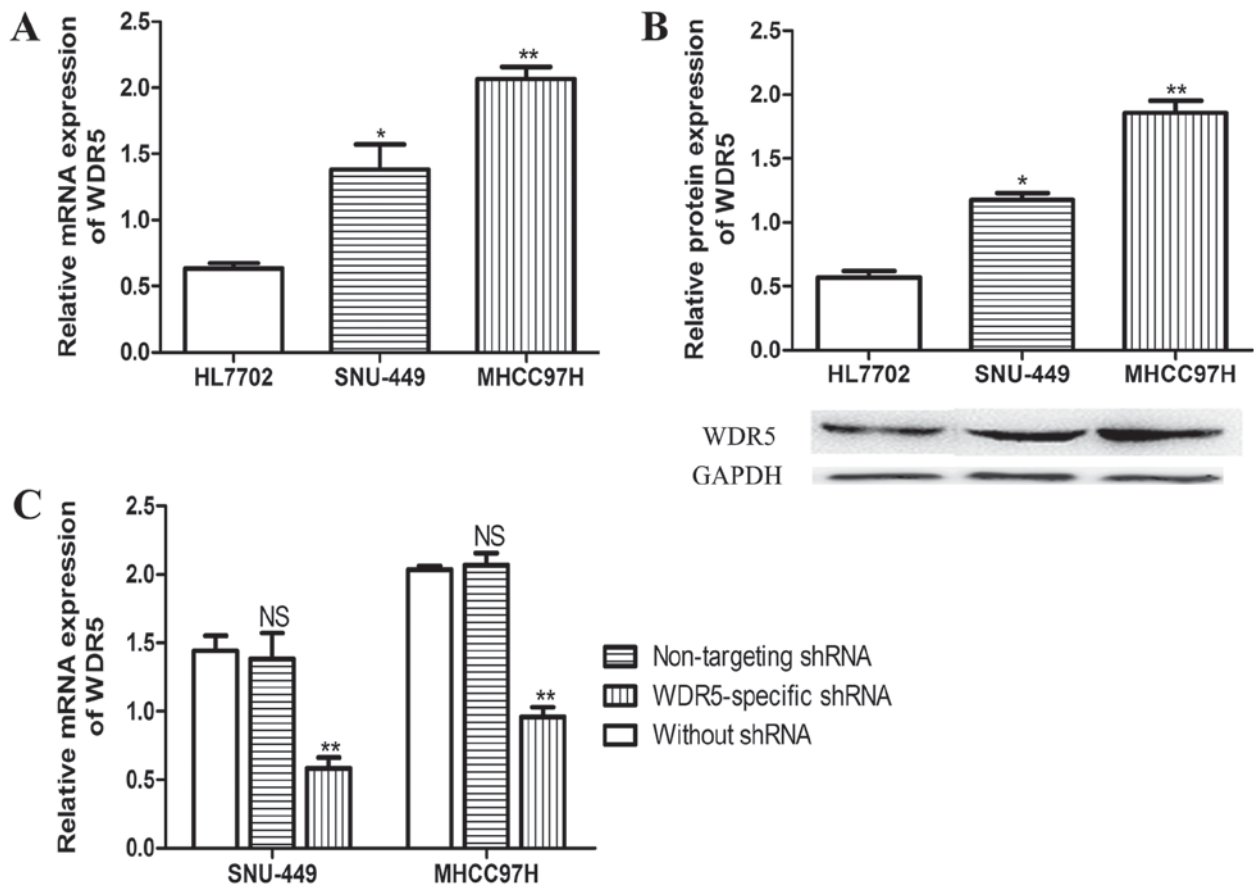 A
Relative mRNA expression
of WDR5
2.5
2.0
1.5
1.0
0.5
0.0
*
**
HL7702
SNU-449
MHCC97H
B
Relative protein expression
of WDR5
2.5
2.0
1.5
1.0
0.5
0.0
*
**
HL7702
SNU-449
MHCC97H
WDR5
GAPDH
C
Relative mRNA expression
of WDR5
2.5
2.0
1.5
1.0
0.5
0.0
NS
**
NS
**
SNU-449
MHCC97H
Non-targeting shRNA
WDR5-specific shRNA
Without shRNA